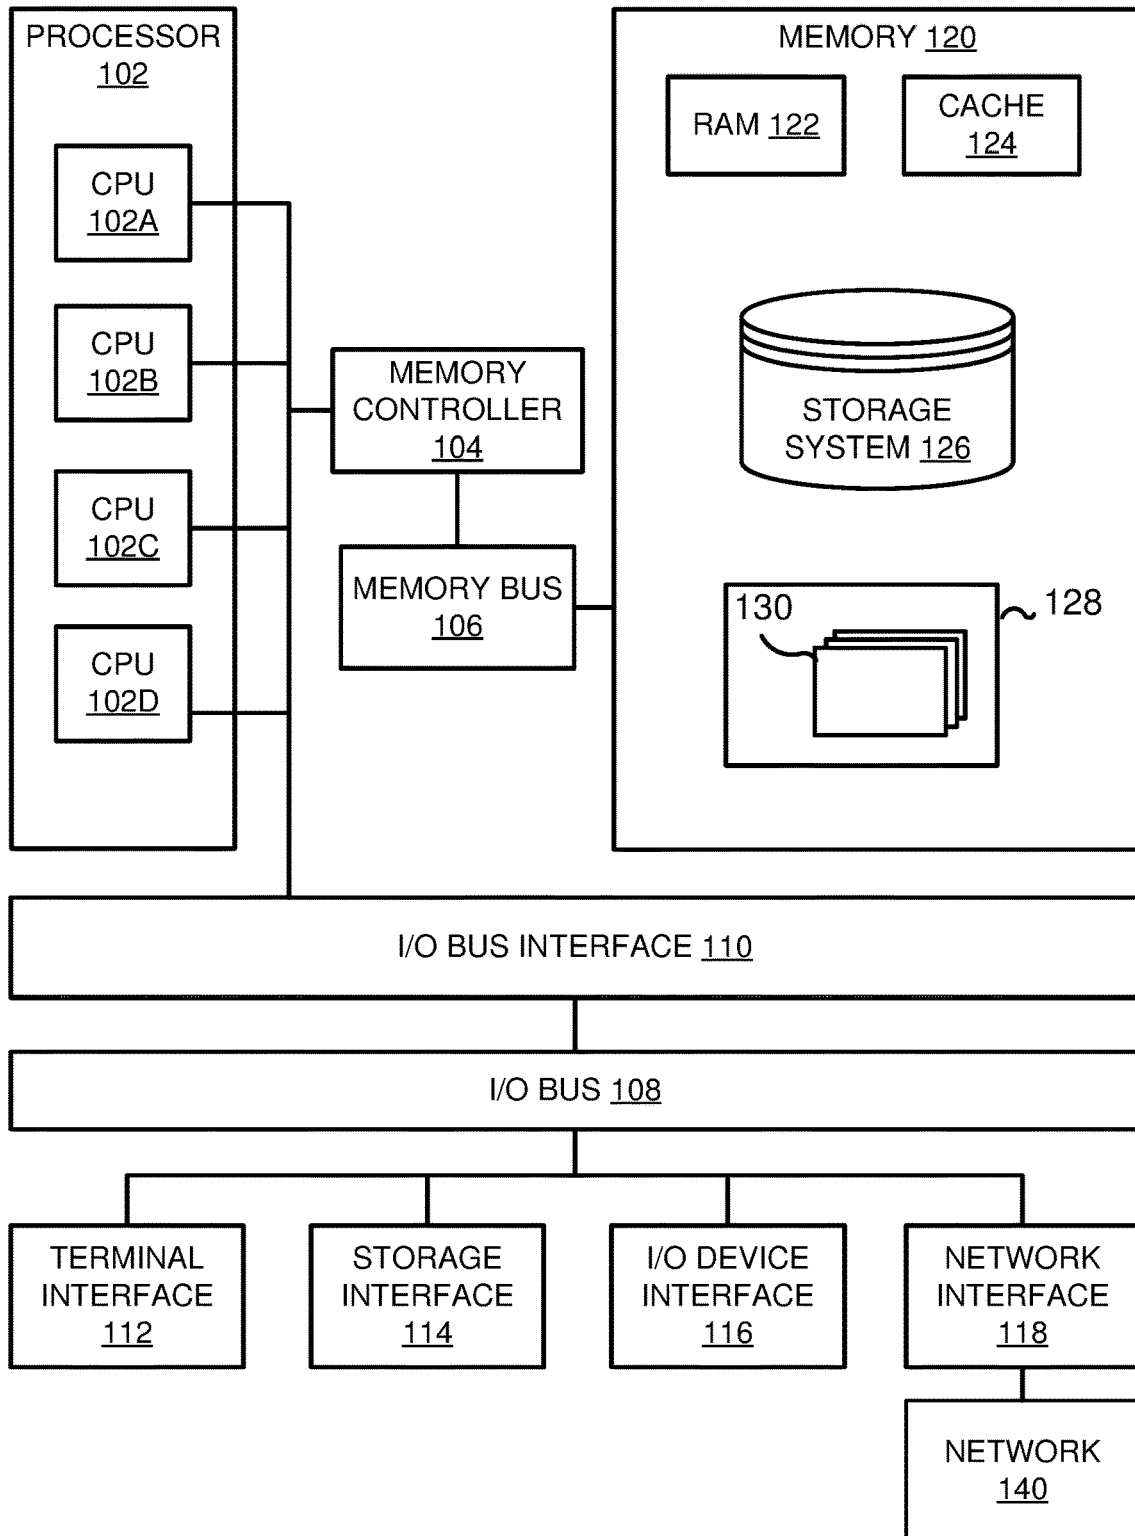 PROCESSOR
102
CPU
102A
CPU
102B
CPU
102C
CPU
102D
MEMORY
CONTROLLER
104
MEMORY BUS
106
MEMORY 120
RAM 122
CACHE
124
STORAGE
SYSTEM 126
130
128
I/O BUS INTERFACE 110
I/O BUS 108
TERMINAL
INTERFACE
112
STORAGE
INTERFACE
114
I/O DEVICE
INTERFACE
116
NETWORK
INTERFACE
118
NETWORK
140